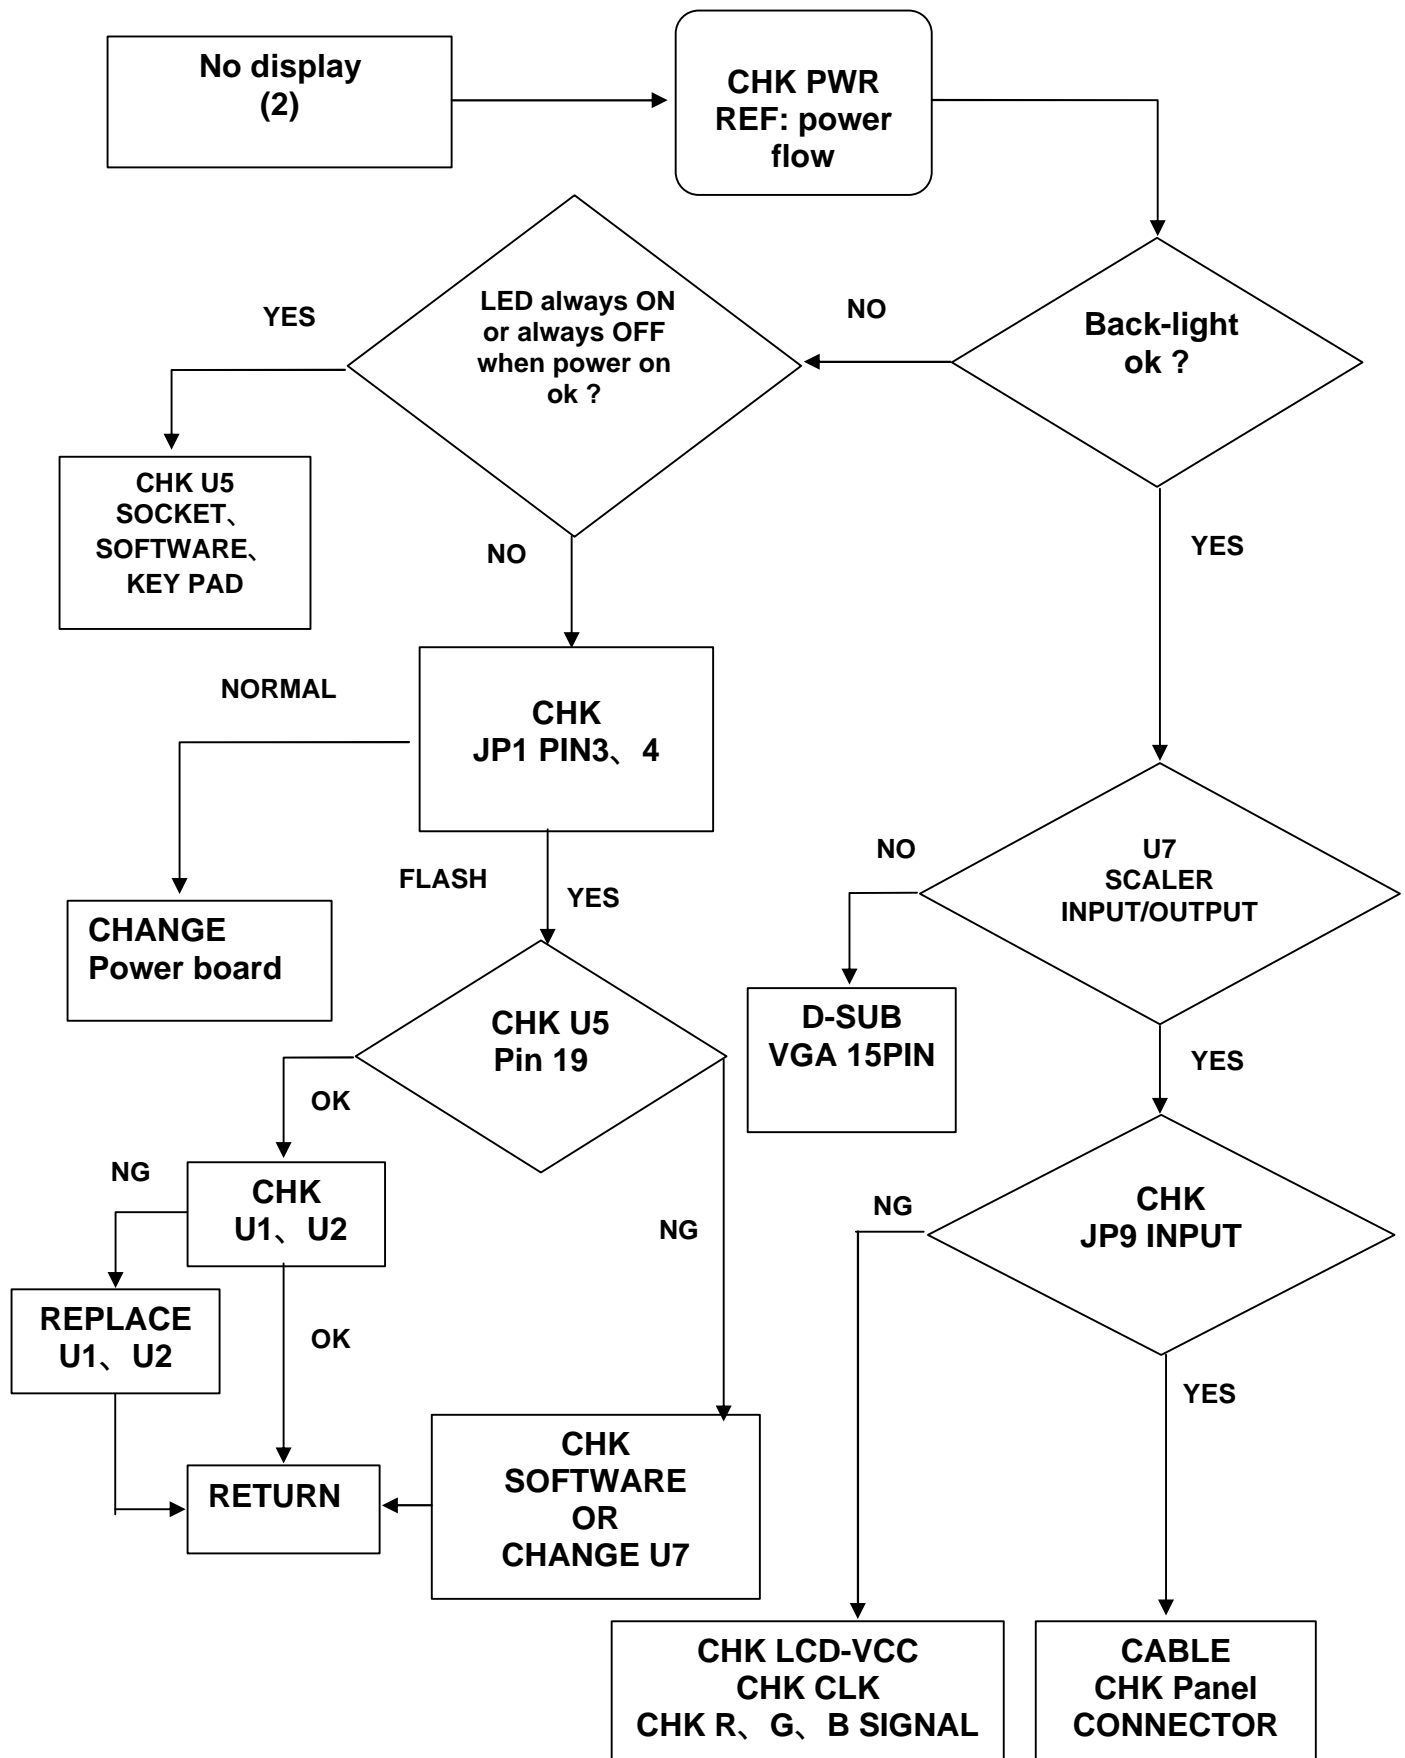 No display
(2)
CHK PWR
REF: power
flow
LED always ON
or always OFF
when power on
ok ?
YES
NO
Back-light
ok ?
CHK U5
SOCKET、
SOFTWARE、
KEY PAD
NO
YES
NORMAL
CHK
JP1 PIN3、 4
FLASH
YES
NO
U7
SCALER
INPUT/OUTPUT
CHANGE
Power board
CHK U5
Pin 19
D-SUB
VGA 15PIN
YES
OK
NG
CHK
U1、 U2
NG
NG
CHK
JP9 INPUT
REPLACE
U1、 U2
OK
YES
RETURN
CHK
SOFTWARE
OR
CHANGE U7
CHK LCD-VCC
CHK CLK
CHK R、 G、 B SIGNAL
CABLE
CHK Panel
CONNECTOR